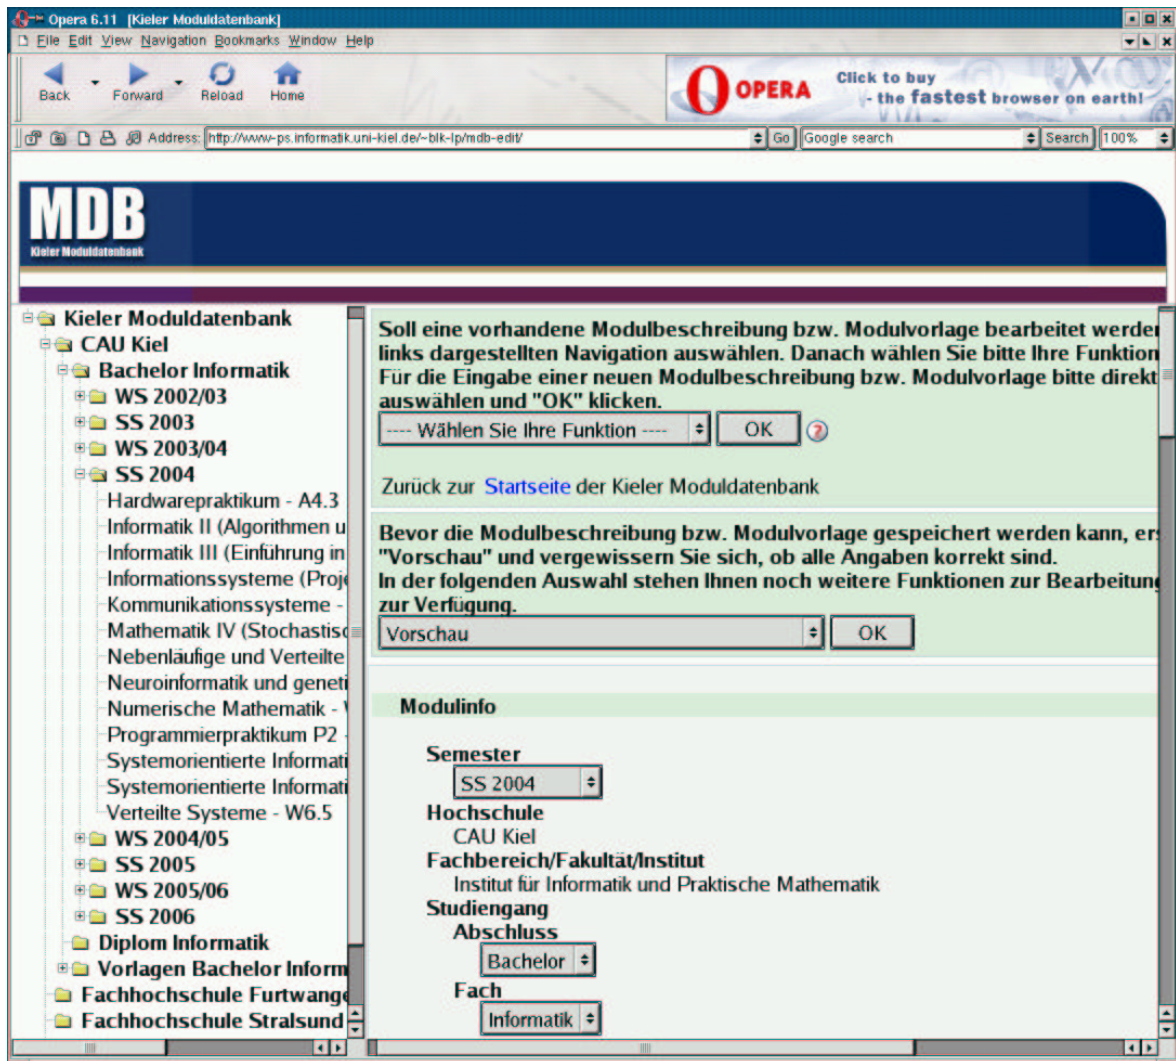 Opera 6.11 [Kieler Moduldatenbank]
File Edit View Navigation Bookmarks Window Help
Back Forward Reload Home
OPERA
Click to buy
- the fastest browser on earth!
Address: http://www-ps.informatik.uni-kiel.de/~blk-lp/mdb-edit/ Go Google search Search 100%
MDB
Kieler Moduldatenbank
Kieler Moduldatenbank
CAU Kiel
Bachelor Informatik
WS 2002/03
SS 2003
WS 2003/04
SS 2004
Hardwarepraktikum - A4.3
Informatik II (Algorithmen u
Informatik III (Einführung in
Informationssysteme (Proje
Kommunikationssysteme -
Mathematik IV (Stochastisc
Nebenläufige und Verteilte
Neuroinformatik und geneti
Numerische Mathematik -
Programmierpraktikum P2 -
Systemorientierte Informati
Systemorientierte Informati
Verteilte Systeme - W6.5
WS 2004/05
SS 2005
WS 2005/06
SS 2006
Diplom Informatik
Vorlagen Bachelor Inform
Fachhochschule Furtwange
Fachhochschule Stralsund
Soll eine vorhandene Modulbeschreibung bzw. Modulvorlage bearbeitet werden
links dargestellten Navigation auswählen. Danach wählen Sie bitte Ihre Funktion
Für die Eingabe einer neuen Modulbeschreibung bzw. Modulvorlage bitte direkt
auswählen und "OK" klicken.
---- Wählen Sie Ihre Funktion ---- OK ?
Zurück zur Startseite der Kieler Moduldatenbank
Bevor die Modulbeschreibung bzw. Modulvorlage gespeichert werden kann, ers
"Vorschau" und vergewissern Sie sich, ob alle Angaben korrekt sind.
In der folgenden Auswahl stehen Ihnen noch weitere Funktionen zur Bearbeitung
zur Verfügung.
Vorschau OK
Modulinfo
Semester
SS 2004
Hochschule
CAU Kiel
Fachbereich/Fakultät/Institut
Institut für Informatik und Praktische Mathematik
Studiengang
Abschluss
Bachelor
Fach
Informatik